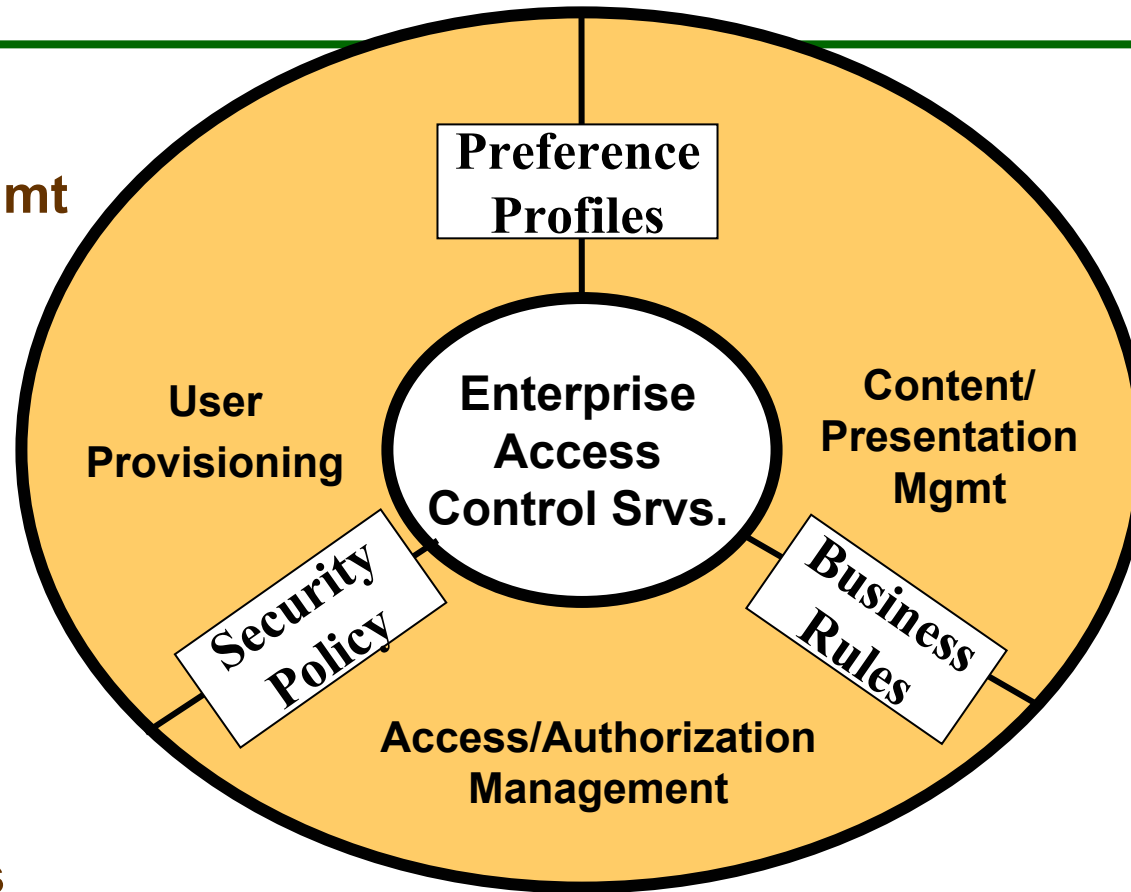 mt
Preference
Profiles
User
Provisioning
Enterprise
Access
Control Srvs.
Content/
Presentation
Mgmt
Security
Policy
Business
Rules
Access/Authorization
Management
s